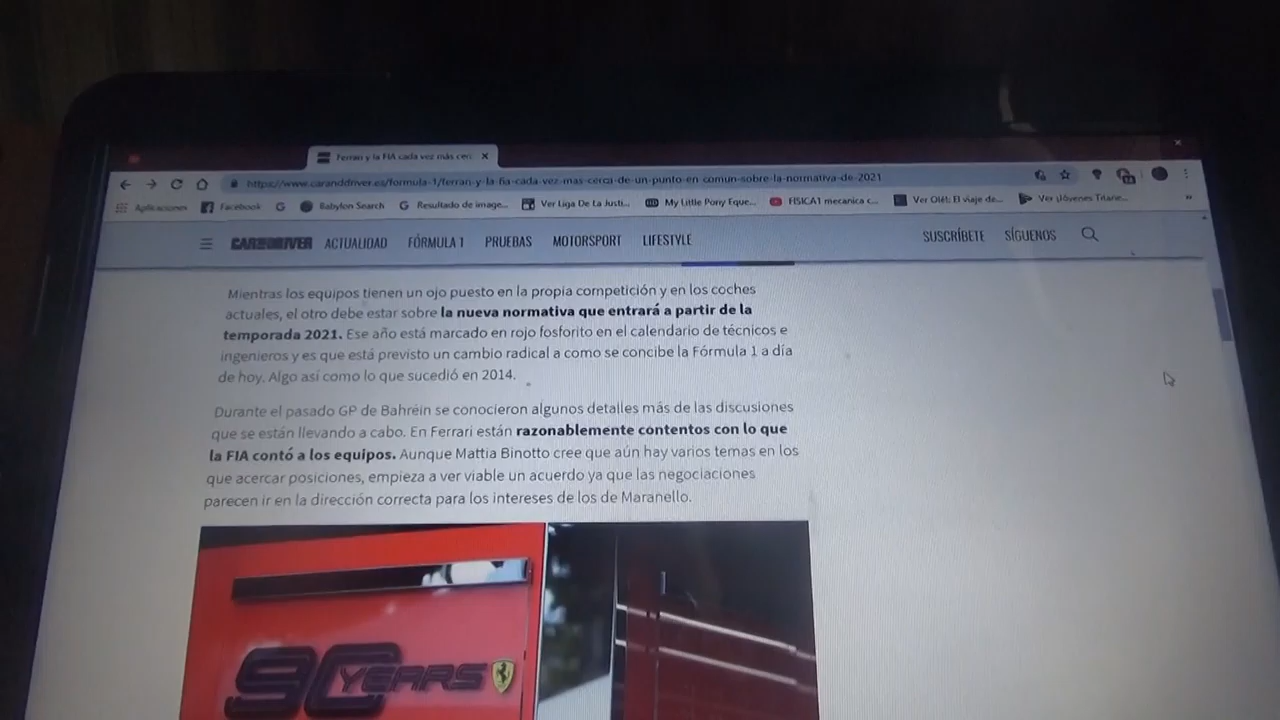 Ferrari y la FIA cada vez más cerc
https://www.caranddriver.es/formula-1/ferrari-y-la-fia-cada-vez-mas-cerca-de-un-punto-en-comun-sobre-la-normativa-de-2021
Aplicaciones Facebook Babylon Search Resultado de image... Ver Liga De La Justi... My Little Pony Eque... FISICA1 mecanica c... Ver Olét: El viaje de... Ver ¡Jóvenes Titane... »
CAR AND DRIVER ACTUALIDAD FÓRMULA 1 PRUEBAS MOTORSPORT LIFESTYLE SUSCRÍBETE SÍGUENOS
Mientras los equipos tienen un ojo puesto en la propia competición y en los coches
actuales, el otro debe estar sobre la nueva normativa que entrará a partir de la
temporada 2021. Ese año está marcado en rojo fosforito en el calendario de técnicos e
ingenieros y es que está previsto un cambio radical a como se concibe la Fórmula 1 a día
de hoy. Algo así como lo que sucedió en 2014.
Durante el pasado GP de Bahréin se conocieron algunos detalles más de las discusiones
que se están llevando a cabo. En Ferrari están razonablemente contentos con lo que
la FIA contó a los equipos. Aunque Mattia Binotto cree que aún hay varios temas en los
que acercar posiciones, empieza a ver viable un acuerdo ya que las negociaciones
parecen ir en la dirección correcta para los intereses de los de Maranello.
90 YEARS